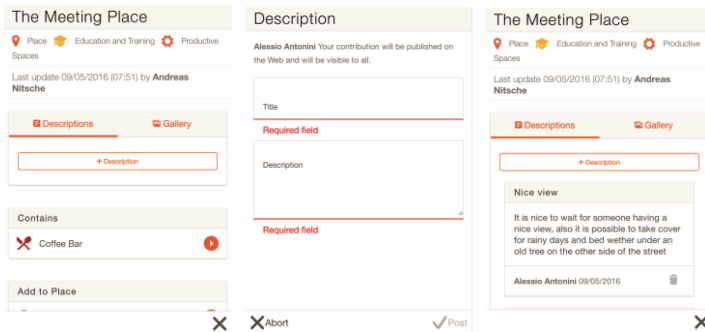 The Meeting Place
Place Education and Training Productive
Spaces
Last update 09/05/2016 (07:51) by Andreas
Nitsche
Descriptions Gallery
+ Description
Contains
Coffee Bar
Add to Place
Description
Alessio Antonini Your contribution will be published on
the Web and will be visible to all.
Title
Required field
Description
Required field
Abort Post
The Meeting Place
Place Education and Training Productive
Spaces
Last update 09/05/2016 (07:51) by Andreas
Nitsche
Descriptions Gallery
+ Description
Nice view
It is nice to wait for someone having a
nice view, also it is possible to take cover
for rainy days and bed wether under an
old tree on the other side of the street
Alessio Antonini 09/05/2016